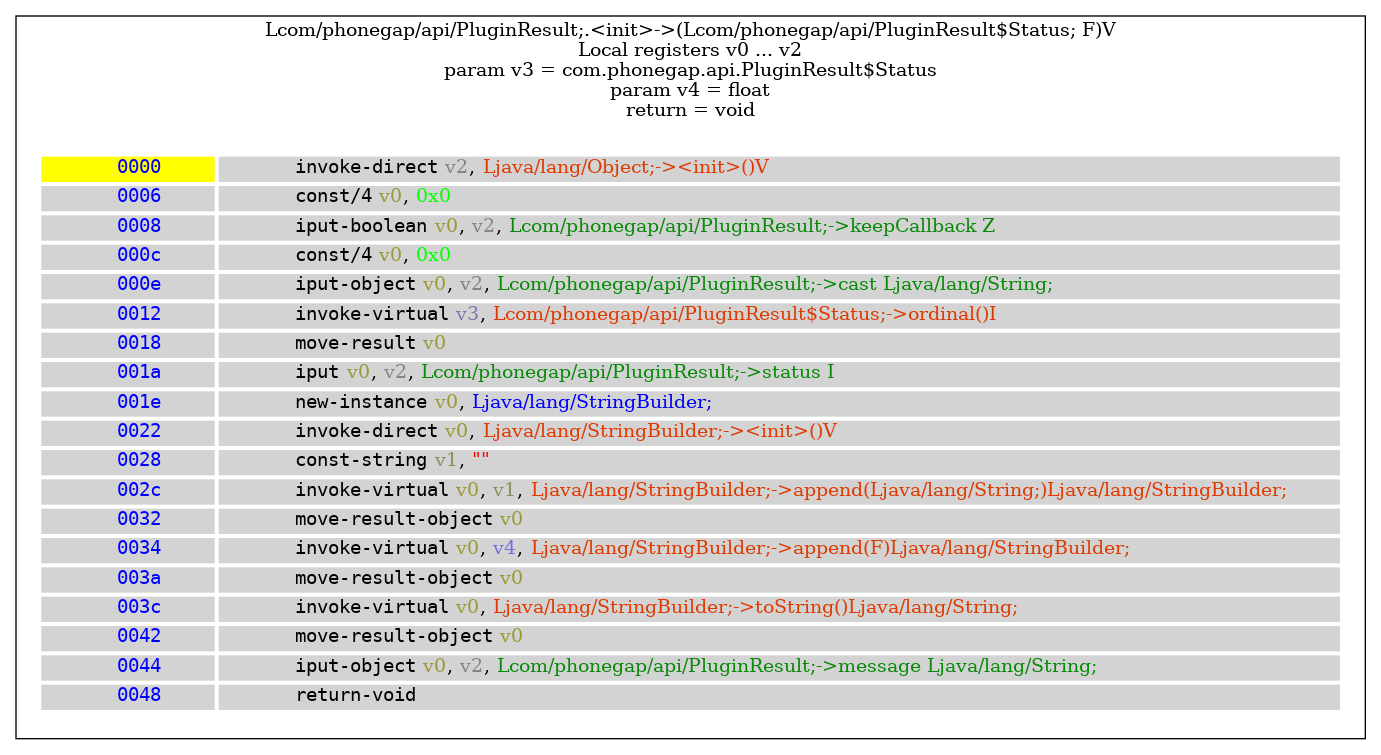 Lcom/phonegap/api/PluginResult;.<init>->(Lcom/phonegap/api/PluginResult$Status; F)V
Local registers v0 ... v2
param v3 = com.phonegap.api.PluginResult$Status
param v4 = float
return = void
0000 invoke-direct v2, Ljava/lang/Object;-><init>()V
0006 const/4 v0, 0x0
0008 iput-boolean v0, v2, Lcom/phonegap/api/PluginResult;->keepCallback Z
000c const/4 v0, 0x0
000e iput-object v0, v2, Lcom/phonegap/api/PluginResult;->cast Ljava/lang/String;
0012 invoke-virtual v3, Lcom/phonegap/api/PluginResult$Status;->ordinal()I
0018 move-result v0
001a iput v0, v2, Lcom/phonegap/api/PluginResult;->status I
001e new-instance v0, Ljava/lang/StringBuilder;
0022 invoke-direct v0, Ljava/lang/StringBuilder;-><init>()V
0028 const-string v1, ""
002c invoke-virtual v0, v1, Ljava/lang/StringBuilder;->append(Ljava/lang/String;)Ljava/lang/StringBuilder;
0032 move-result-object v0
0034 invoke-virtual v0, v4, Ljava/lang/StringBuilder;->append(F)Ljava/lang/StringBuilder;
003a move-result-object v0
003c invoke-virtual v0, Ljava/lang/StringBuilder;->toString()Ljava/lang/String;
0042 move-result-object v0
0044 iput-object v0, v2, Lcom/phonegap/api/PluginResult;->message Ljava/lang/String;
0048 return-void